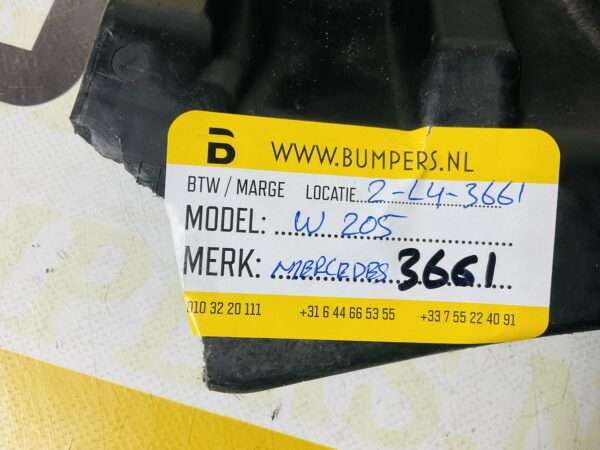 B WWW.BUMPERS.NL
BTW / MARGE LOCATIE 2-L4-3661
MODEL: W 205
MERK: MERCEDES 3661
010 32 20 111 +31 6 44 66 53 55 +33 7 55 22 40 91